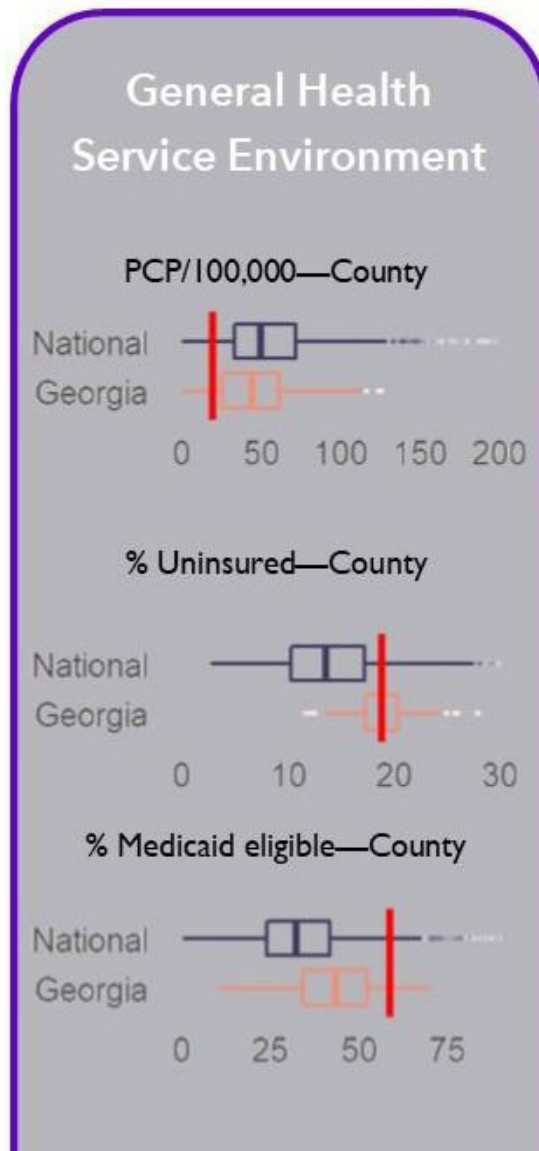 General Health
Service Environment
PCP/100,000—County
National
Georgia
0 50 100 150 200
% Uninsured—County
National
Georgia
0 10 20 30
% Medicaid eligible—County
National
Georgia
0 25 50 75